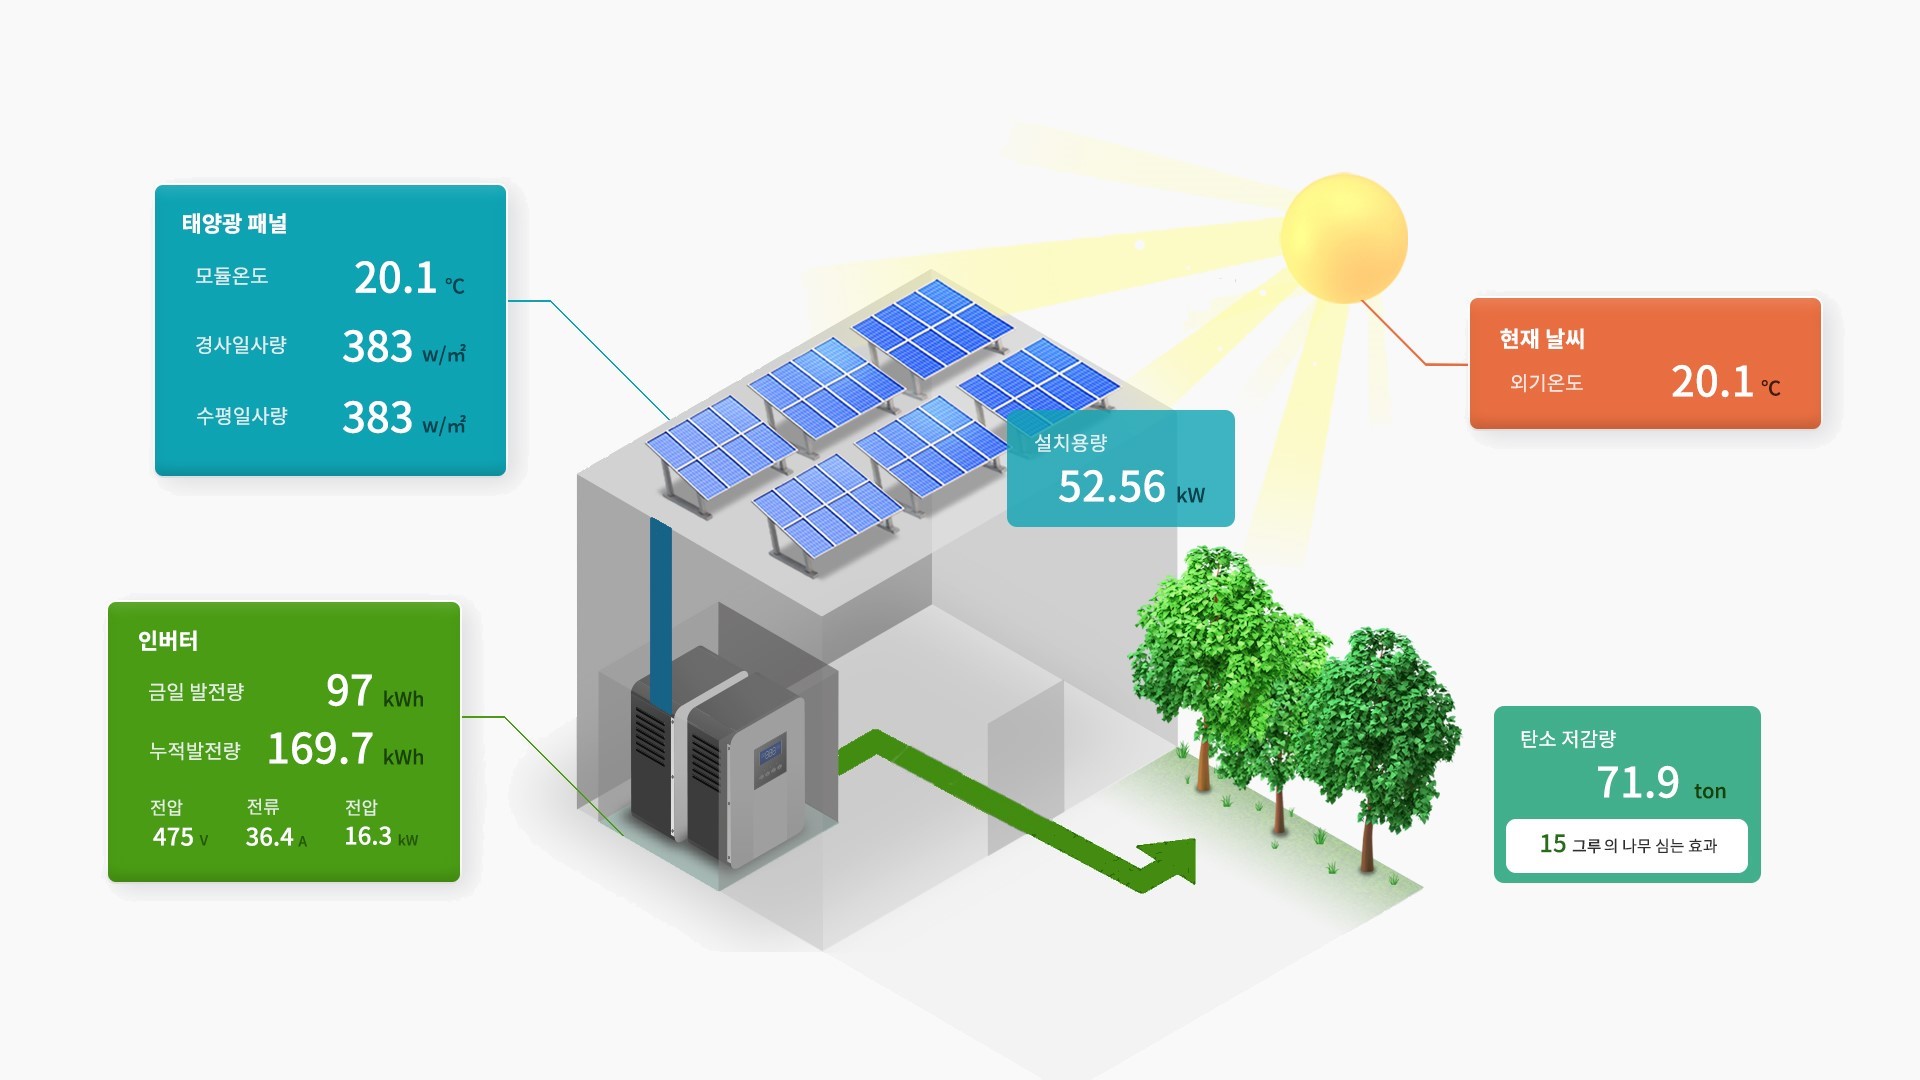 태양광 패널
모듈온도 20.1 ℃
경사일사량 383 w/㎡
수평일사량 383 w/㎡
현재 날씨
외기온도 20.1 ℃
설치용량
52.56 kW
인버터
금일 발전량 97 kWh
누적발전량 169.7 kWh
전압 전류 전압
475 V 36.4 A 16.3 kW
탄소 저감량
71.9 ton
15 그루 의 나무 심는 효과